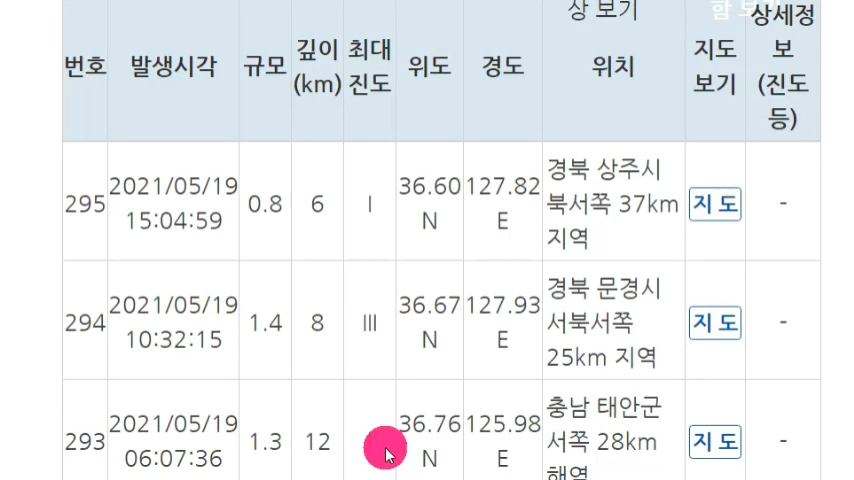 상 보기
번호 발생시각 규모 깊이 (km) 최대 진도 위도 경도 위치 지도 보기 상세정보 (진도 등)
295 2021/05/19 15:04:59 0.8 6 Ⅰ 36.60 N 127.82 E 경북 상주시 북서쪽 37km 지역 지 도 -
294 2021/05/19 10:32:15 1.4 8 Ⅲ 36.67 N 127.93 E 경북 문경시 서북서쪽 25km 지역 지 도 -
293 2021/05/19 06:07:36 1.3 12 36.76 N 125.98 E 충남 태안군 서쪽 28km 해역 지 도 -